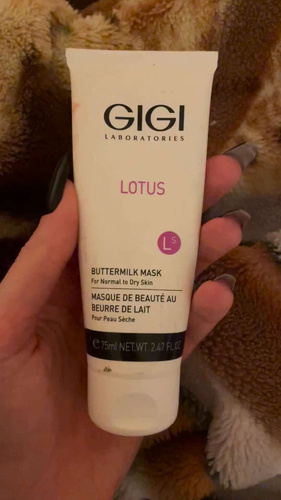 GIGI
LABORATORIES
LOTUS
LS
BUTTERMILK MASK
For Normal to Dry Skin
MASQUE DE BEAUTÉ AU
BEURRE DE LAIT
Pour Peau Sèche
℮ 75ml NET.WT. 2.47 FL.OZ